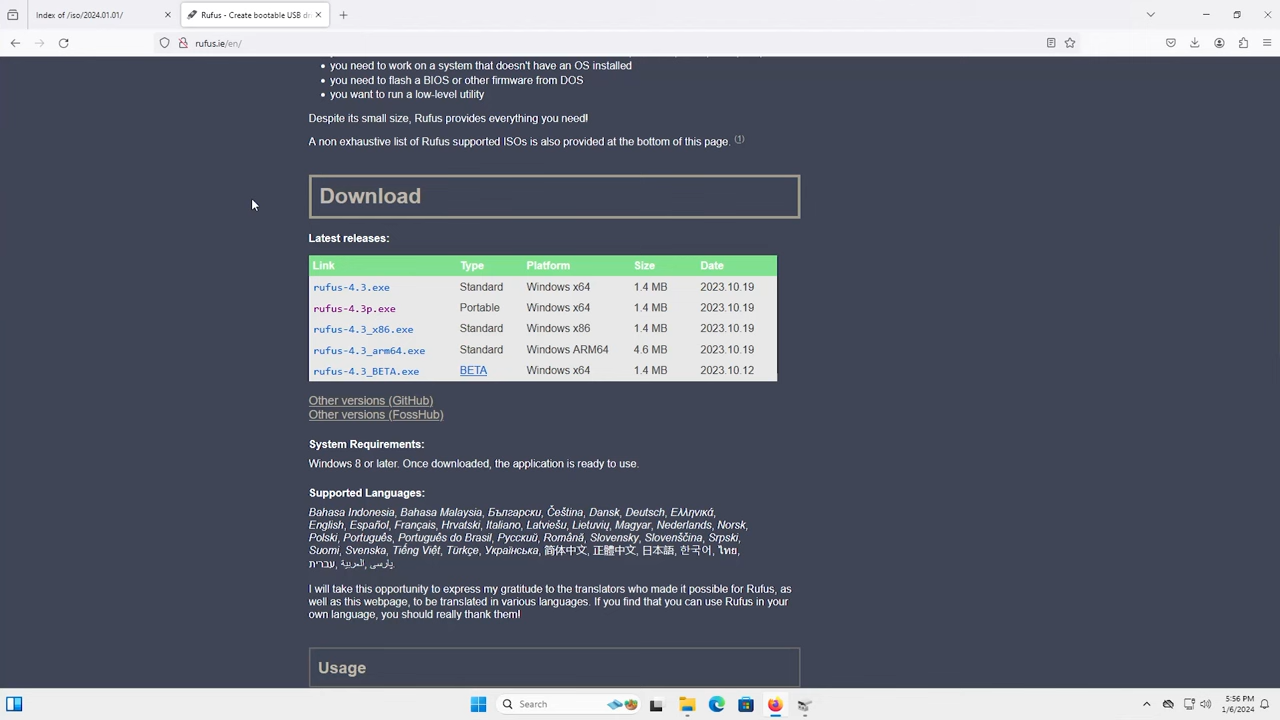 Index of /iso/2024.01.01/
Rufus - Create bootable USB dr
rufus.ie/en/
you need to work on a system that doesn't have an OS installed
you need to flash a BIOS or other firmware from DOS
you want to run a low-level utility
Despite its small size, Rufus provides everything you need!
A non exhaustive list of Rufus supported ISOs is also provided at the bottom of this page. (1)
Download
Latest releases:
Link Type Platform Size Date
rufus-4.3.exe Standard Windows x64 1.4 MB 2023.10.19
rufus-4.3p.exe Portable Windows x64 1.4 MB 2023.10.19
rufus-4.3_x86.exe Standard Windows x86 1.4 MB 2023.10.19
rufus-4.3_arm64.exe Standard Windows ARM64 4.6 MB 2023.10.19
rufus-4.3_BETA.exe BETA Windows x64 1.4 MB 2023.10.12
Other versions (GitHub)
Other versions (FossHub)
System Requirements:
Windows 8 or later. Once downloaded, the application is ready to use.
Supported Languages:
Bahasa Indonesia, Bahasa Malaysia, Български, Čeština, Dansk, Deutsch, Ελληνικά,
English, Español, Français, Hrvatski, Italiano, Latviešu, Lietuvių, Magyar, Nederlands, Norsk,
Polski, Português, Português do Brasil, Русский, Română, Slovensky, Slovenščina, Srpski,
Suomi, Svenska, Tiếng Việt, Türkçe, Українська, 简体中文, 正體中文, 日本語, 한국어, ไทย,
עברית, العربية, پارسی.
I will take this opportunity to express my gratitude to the translators who made it possible for Rufus, as
well as this webpage, to be translated in various languages. If you find that you can use Rufus in your
own language, you should really thank them!
Usage
Search
5:56 PM
1/6/2024